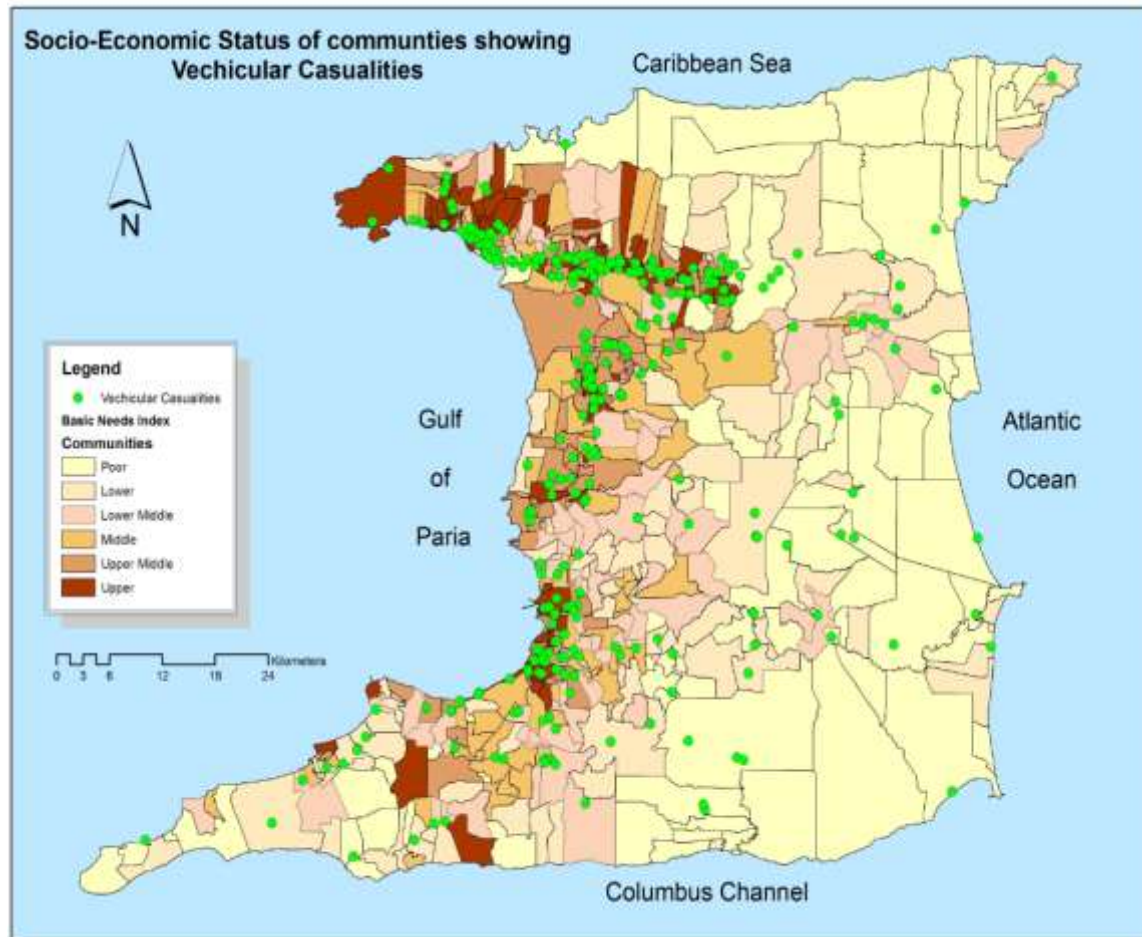 Socio-Economic Status of communties showing
Vechicular Casualities
Caribbean Sea
N
Legend
Vechicular Casualities
Basic Needs Index
Communities
Poor
Lower
Lower Middle
Middle
Upper Middle
Upper
Gulf
of
Paria
Atlantic
Ocean
Kilometers
0 3 6 12 18 24
Columbus Channel